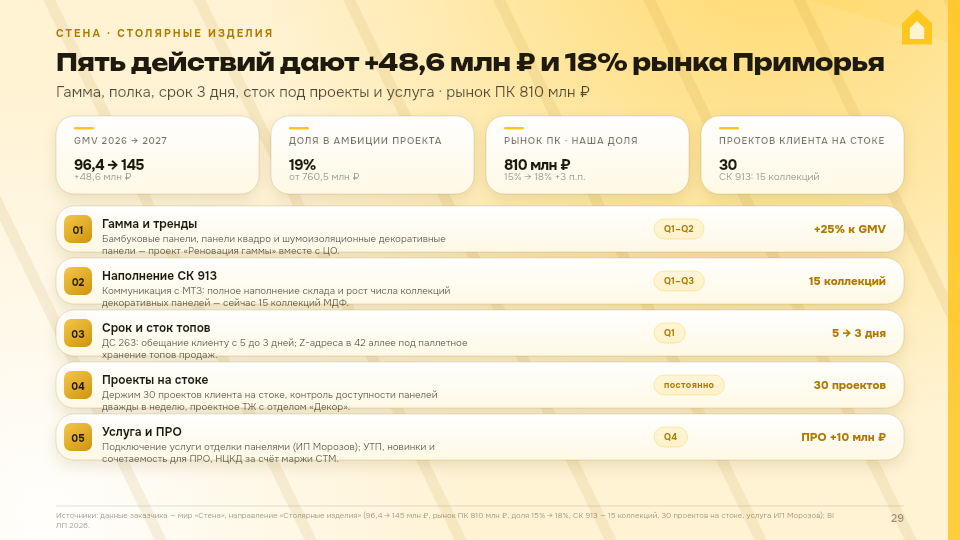 СТЕНА · СТОЛЯРНЫЕ ИЗДЕЛИЯ
Пять действий дают +48,6 млн ₽ и 18% рынка Приморья
Гамма, полка, срок 3 дня, сток под проекты и услуга · рынок ПК 810 млн ₽
GMV 2026 → 2027
96,4 → 145
+48,6 млн ₽
ДОЛЯ В АМБИЦИИ ПРОЕКТА
19%
от 760,5 млн ₽
РЫНОК ПК · НАША ДОЛЯ
810 млн ₽
15% → 18% +3 п.п.
ПРОЕКТОВ КЛИЕНТА НА СТОКЕ
30
СК 913: 15 коллекций
01
Гамма и тренды
Бамбуковые панели, панели квадро и шумоизоляционные декоративные
панели — проект «Реновация гаммы» вместе с ЦО.
Q1–Q2
+25% к GMV
02
Наполнение СК 913
Коммуникация с МТЗ: полное наполнение склада и рост числа коллекций
декоративных панелей — сейчас 15 коллекций МДФ.
Q1–Q3
15 коллекций
03
Срок и сток топов
ДС 263: обещание клиенту с 5 до 3 дней; Z-адреса в 42 аллее под паллетное
хранение топов продаж.
Q1
5 → 3 дня
04
Проекты на стоке
Держим 30 проектов клиента на стоке, контроль доступности панелей
дважды в неделю, проектное ТЖ с отделом «Декор».
постоянно
30 проектов
05
Услуга и ПРО
Подключение услуги отделки панелями (ИП Морозов); УТП, новинки и
сочетаемость для ПРО, НЦКД за счёт маржи СТМ.
Q4
ПРО +10 млн ₽
Источники: данные заказчика — мир «Стена», направление «Столярные изделия» (96,4 → 145 млн ₽, рынок ПК 810 млн ₽, доля 15% → 18%, СК 913 — 15 коллекций, 30 проектов на стоке, услуга ИП Морозов); BI
ЛП 2026.
29